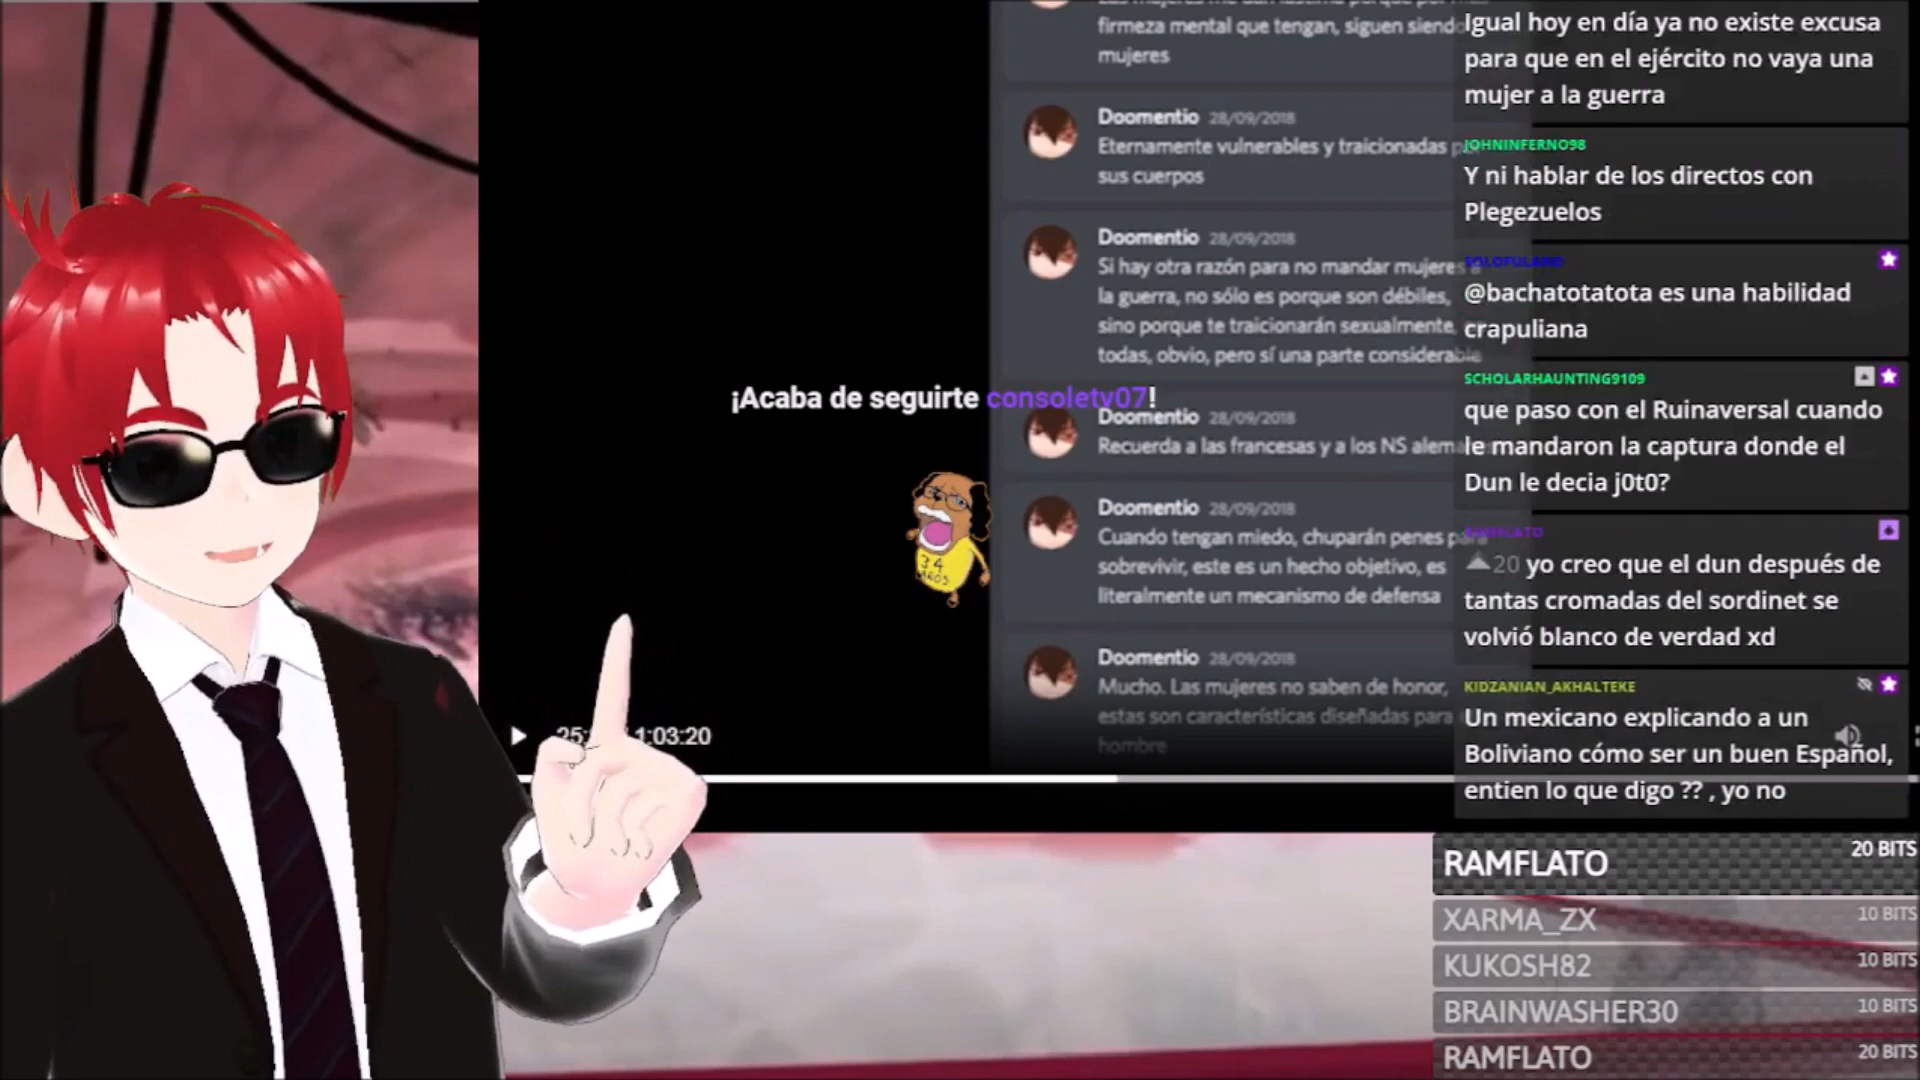 firmeza mental que tengan, siguen siendo
mujeres
Doomentio 28/09/2018
Eternamente vulnerables y traicionadas
sus cuerpos
Doomentio 28/09/2018
Si hay otra razón para no mandar mujeres a
la guerra, no sólo es porque son débiles,
sino porque te traicionarán sexualmente,
todas, obvio, pero sí una parte considerable
¡Acaba de seguirte consoletv07!
Doomentio 28/09/2018
Recuerda a las francesas y a los NS
Doomentio 28/09/2018
Cuando tengan miedo, chuparán penes para
sobrevivir, este es un hecho objetivo, es
literalmente un mecanismo de defensa
Doomentio 28/09/2018
Mucho. Las mujeres no saben de honor,
estas son características diseñadas para
hombre
34
AÑOS
25: 1:03:20
Igual hoy en día ya no existe excusa
para que en el ejército no vaya una
mujer a la guerra
JOHNINFERNO98
Y ni hablar de los directos con
Plegezuelos
@bachatotatota es una habilidad
crapuliana
SCHOLARHAUNTING9109
que paso con el Ruinaversal cuando
le mandaron la captura donde el
Dun le decia j0t0?
RAMFLATO
20 yo creo que el dun después de
tantas cromadas del sordinet se
volvió blanco de verdad xd
KIDZANIAN_AKHALTEKE
Un mexicano explicando a un
Boliviano cómo ser un buen Español,
entien lo que digo ?? , yo no
RAMFLATO 20 BITS
XARMA_ZX 10 BITS
KUKOSH82 10 BITS
BRAINWASHER30 10 BITS
RAMFLATO 20 BITS